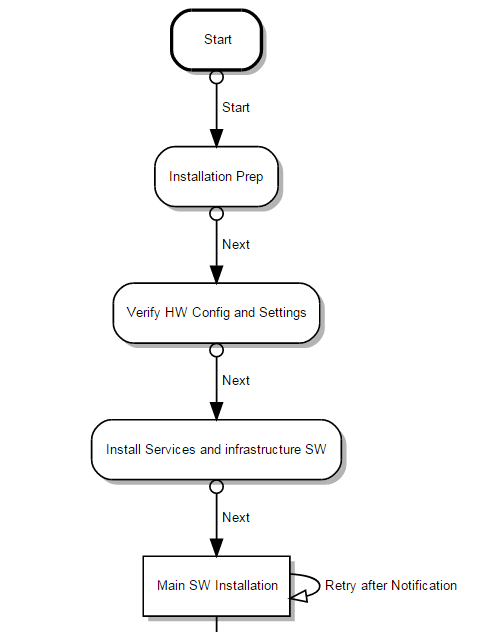 Start
Start
Installation Prep
Next
Verify HW Config and Settings
Next
Install Services and infrastructure SW
Next
Main SW Installation
Retry after Notification